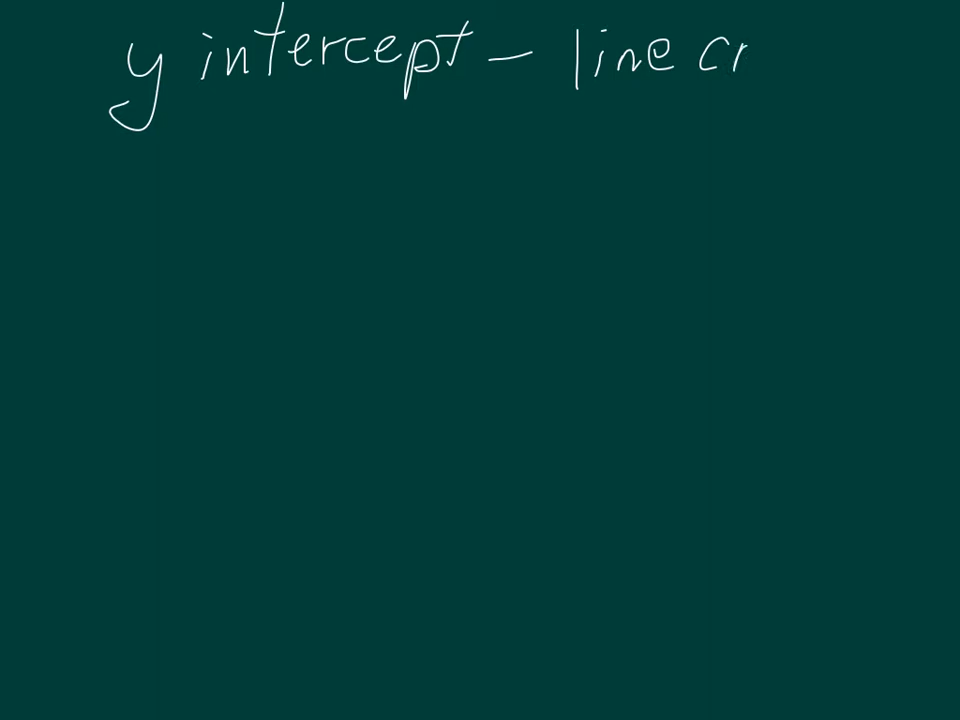 y intercept – line cr